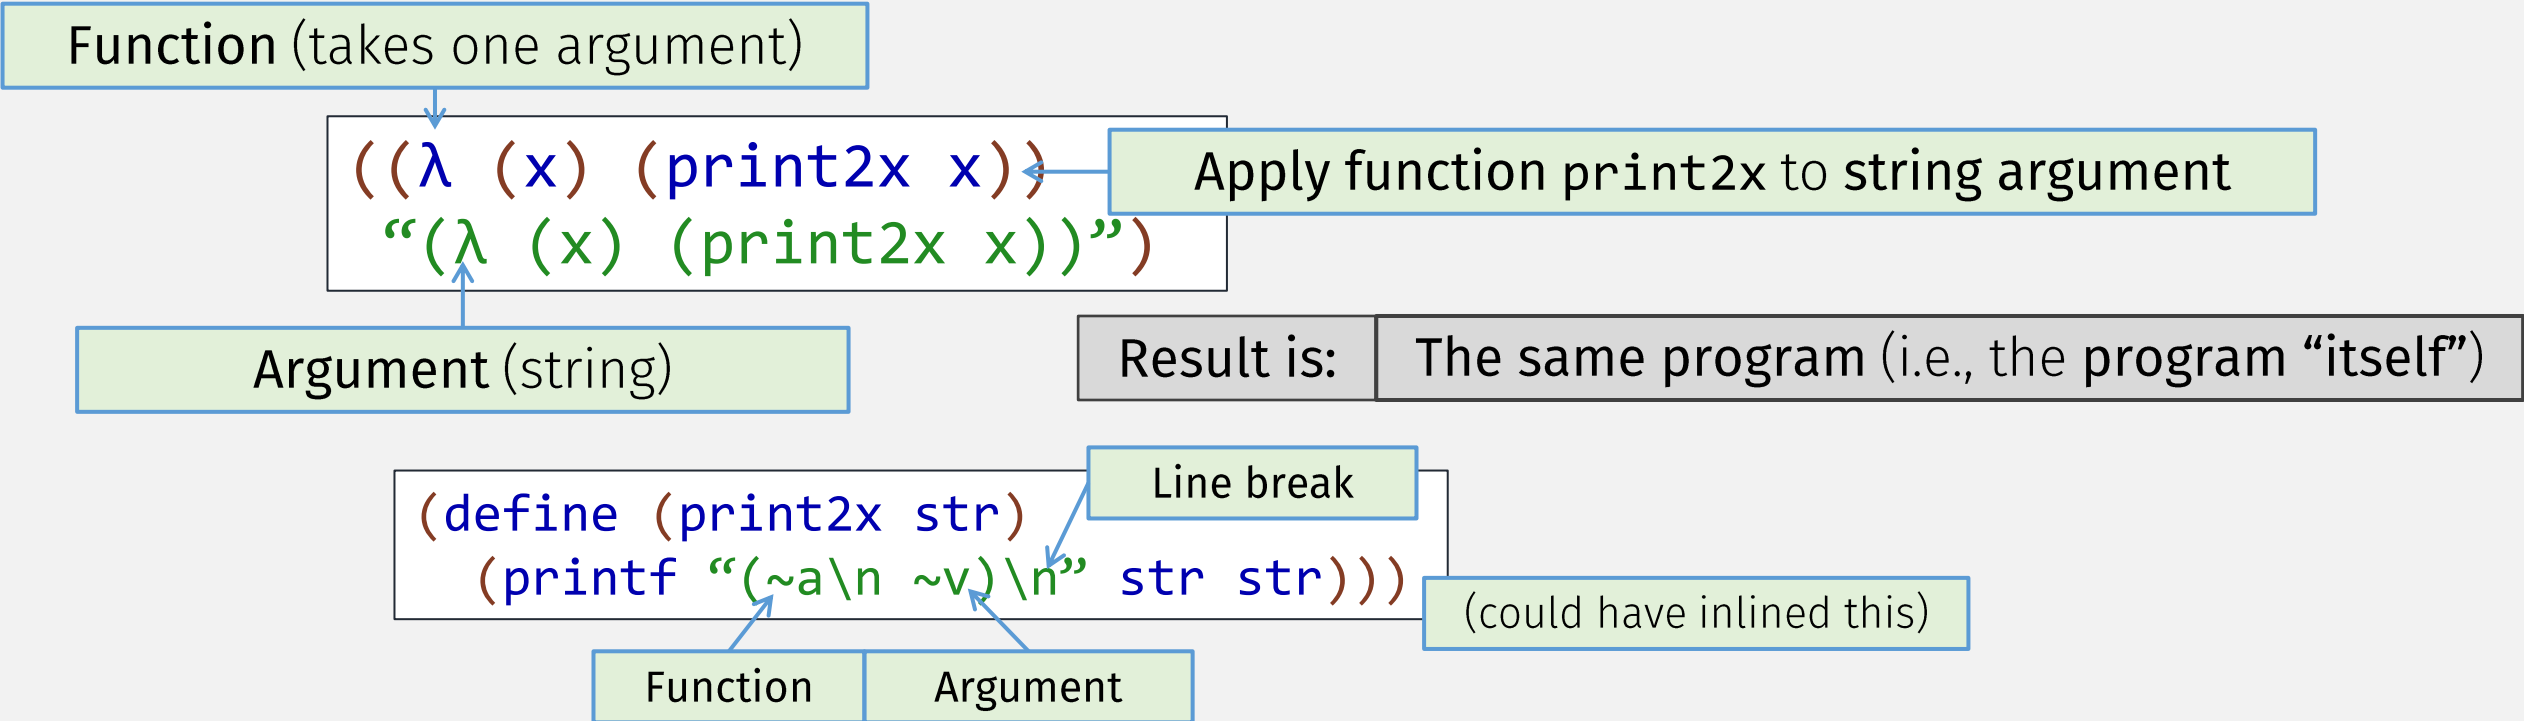 Function (takes one argument)
((λ (x) (print2x x))
Apply function print2x to string argument
“(λ (x) (print2x x))”)
Argument (string)
Result is:
The same program (i.e., the program “itself”)
Line break
(define (print2x str)
(printf “(~a\n ~v)\n” str str)))
(could have inlined this)
Function
Argument